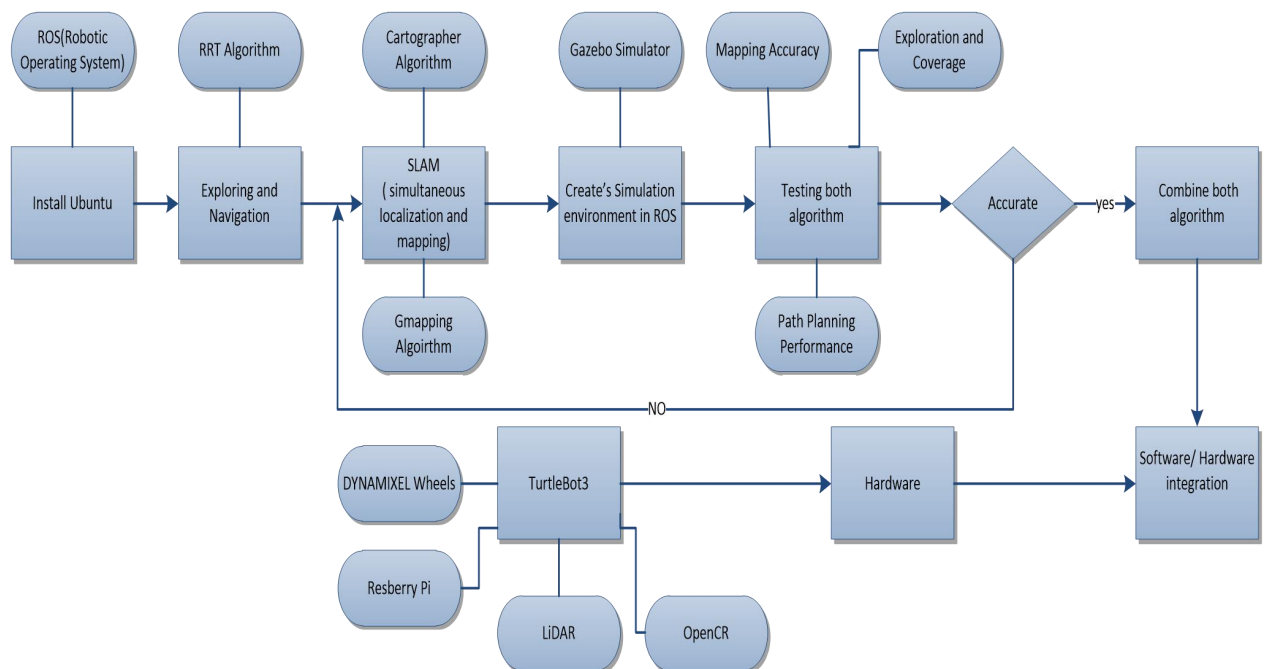 ROS(Robotic
Operating System)
RRT Algorithm
Cartographer
Algorithm
Gazebo Simulator
Mapping Accuracy
Exploration and
Coverage
Install Ubuntu
Exploring and
Navigation
SLAM
( simultaneous
localization and
mapping)
Create's Simulation
environment in ROS
Testing both
algorithm
Accurate
yes
Combine both
algorithm
Gmapping
Algoirthm
Path Planning
Performance
NO
DYNAMIXEL Wheels
TurtleBot3
Hardware
Software/ Hardware
integration
Resberry Pi
LiDAR
OpenCR